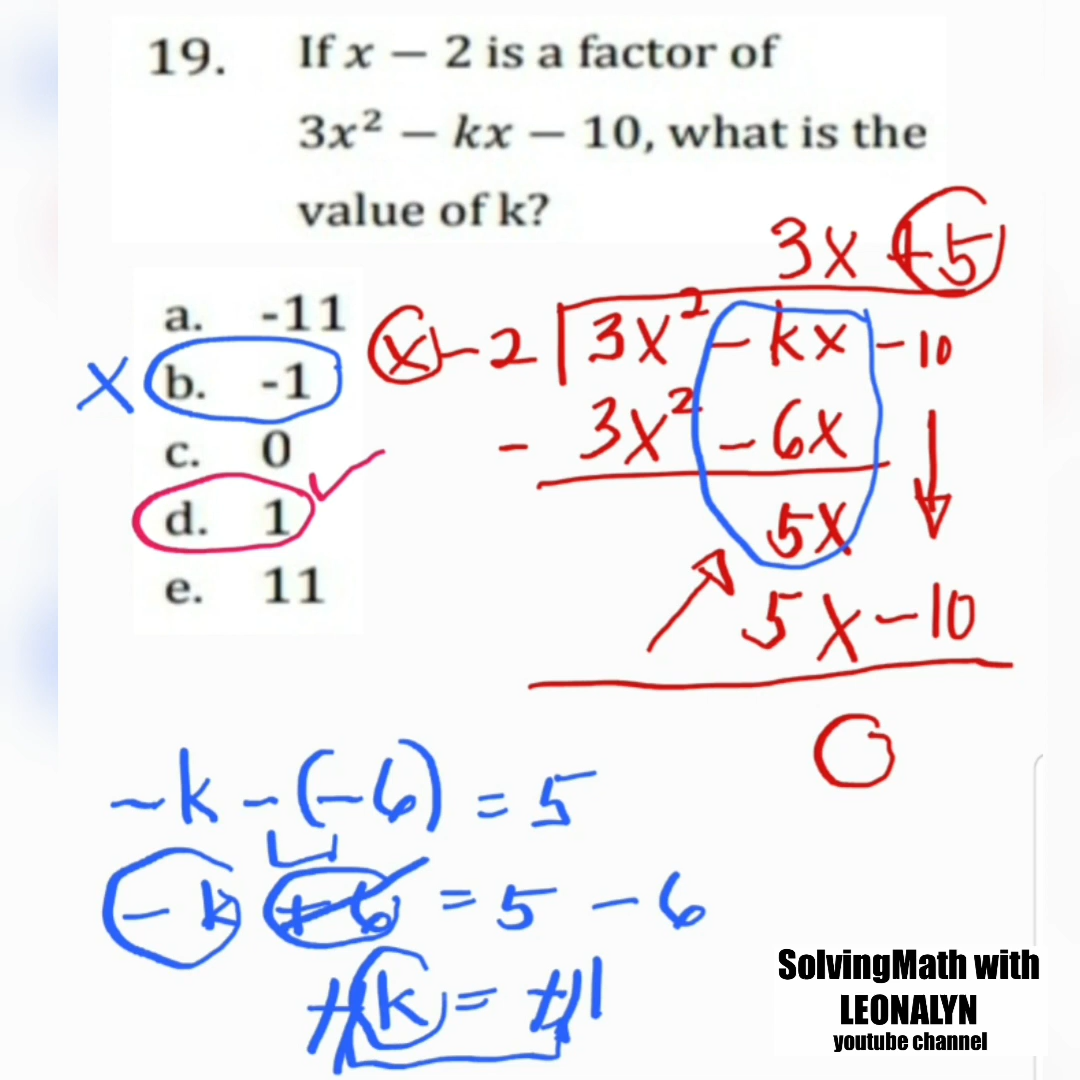 19. If x − 2 is a factor of
3x² − kx − 10, what is the
value of k?
a. -11
X b. -1
c. 0
d. 1 ✓
e. 11
3x +5
x - 2 | 3x² - kx - 10
- 3x² - 6x
5x
5x - 10
0
-k - (-6) = 5
-k +6 = 5 - 6
+k = +1
SolvingMath with
LEONALYN
youtube channel